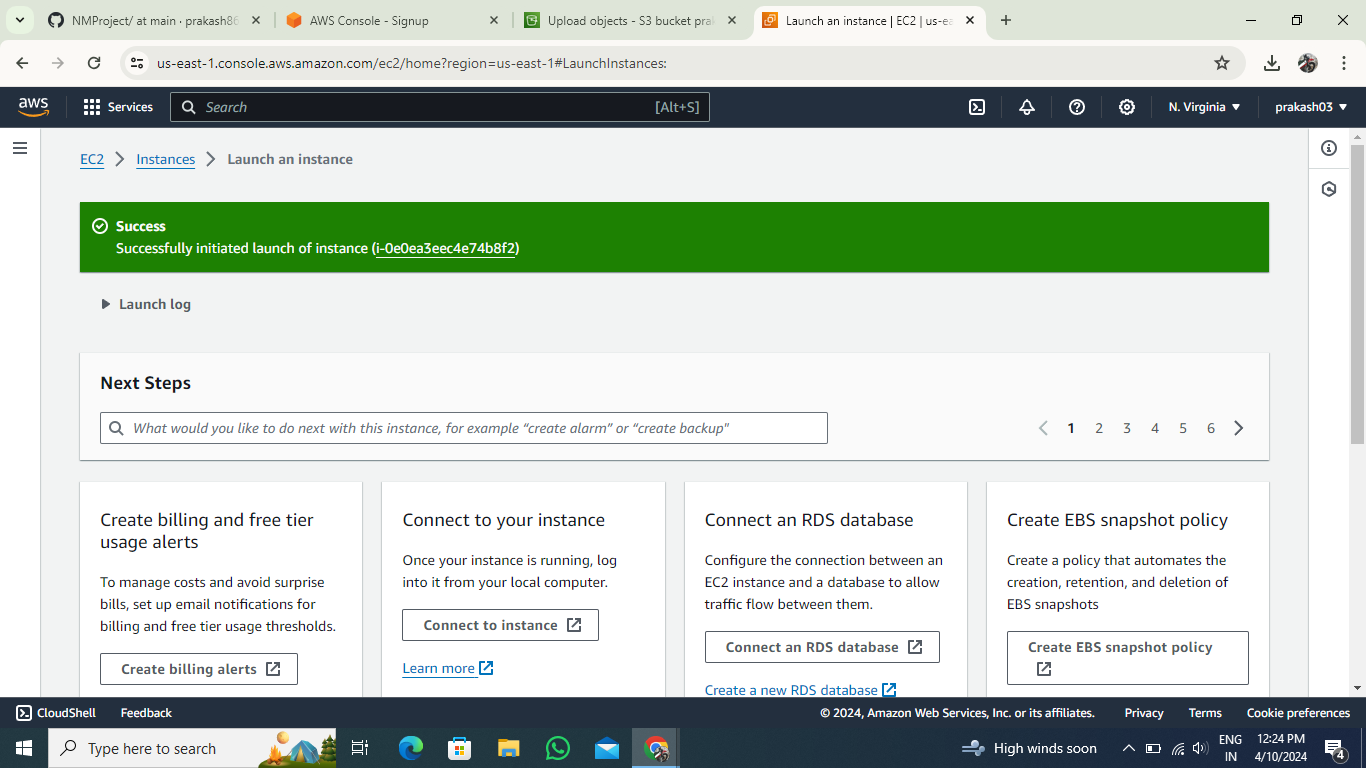 NMProject/ at main · prakash86
AWS Console - Signup
Upload objects - S3 bucket pra
Launch an instance | EC2 | us-ea
us-east-1.console.aws.amazon.com/ec2/home?region=us-east-1#LaunchInstances:
aws
Services
Search
[Alt+S]
N. Virginia
prakash03
EC2
Instances
Launch an instance
Success
Successfully initiated launch of instance (i-0e0ea3eec4e74b8f2)
Launch log
Next Steps
What would you like to do next with this instance, for example “create alarm” or “create backup”
1 2 3 4 5 6
Create billing and free tier
usage alerts
To manage costs and avoid surprise
bills, set up email notifications for
billing and free tier usage thresholds.
Create billing alerts
Connect to your instance
Once your instance is running, log
into it from your local computer.
Connect to instance
Learn more
Connect an RDS database
Configure the connection between an
EC2 instance and a database to allow
traffic flow between them.
Connect an RDS database
Create a new RDS database
Create EBS snapshot policy
Create a policy that automates the
creation, retention, and deletion of
EBS snapshots
Create EBS snapshot policy
CloudShell
Feedback
© 2024, Amazon Web Services, Inc. or its affiliates.
Privacy
Terms
Cookie preferences
Type here to search
High winds soon
ENG
IN
12:24 PM
4/10/2024
4